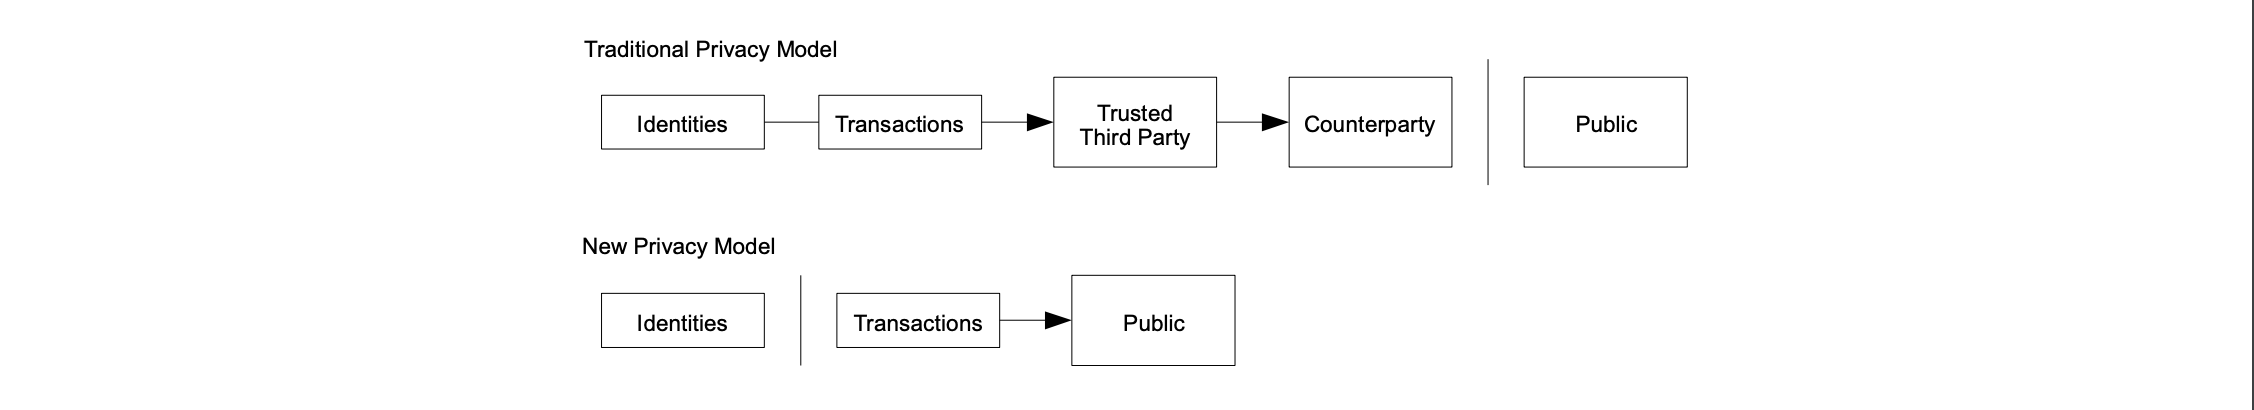 Traditional Privacy Model
Identities
Transactions
Trusted
Third Party
Counterparty
Public
New Privacy Model
Identities
Transactions
Public